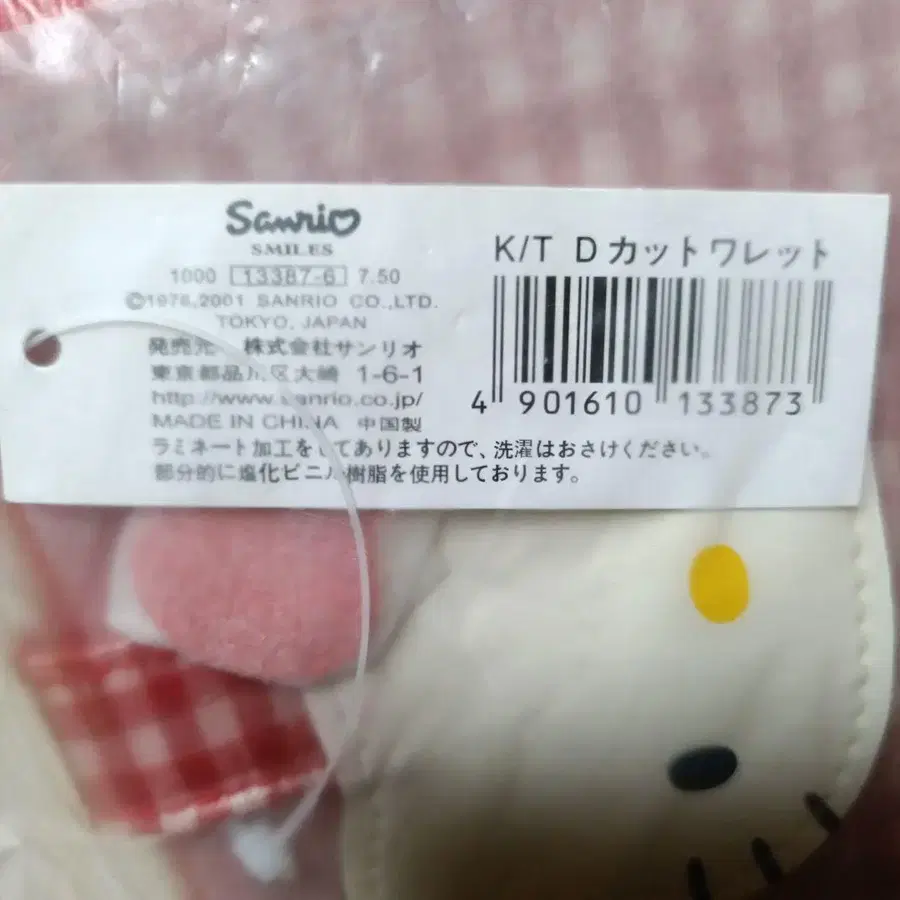 Sanrio
SMILES
1000 13387-6 7.50
©1976,2001 SANRIO CO.,LTD.
TOKYO, JAPAN
発売元 株式会社サンリオ
東京都品川区大崎 1-6-1
http://www.sanrio.co.jp/
MADE IN CHINA 中国製
ラミネート加工をしてありますので、洗濯はおさけください。
部分的に塩化ビニル樹脂を使用しております。
K/T Dカットワレット
4 901610 133873